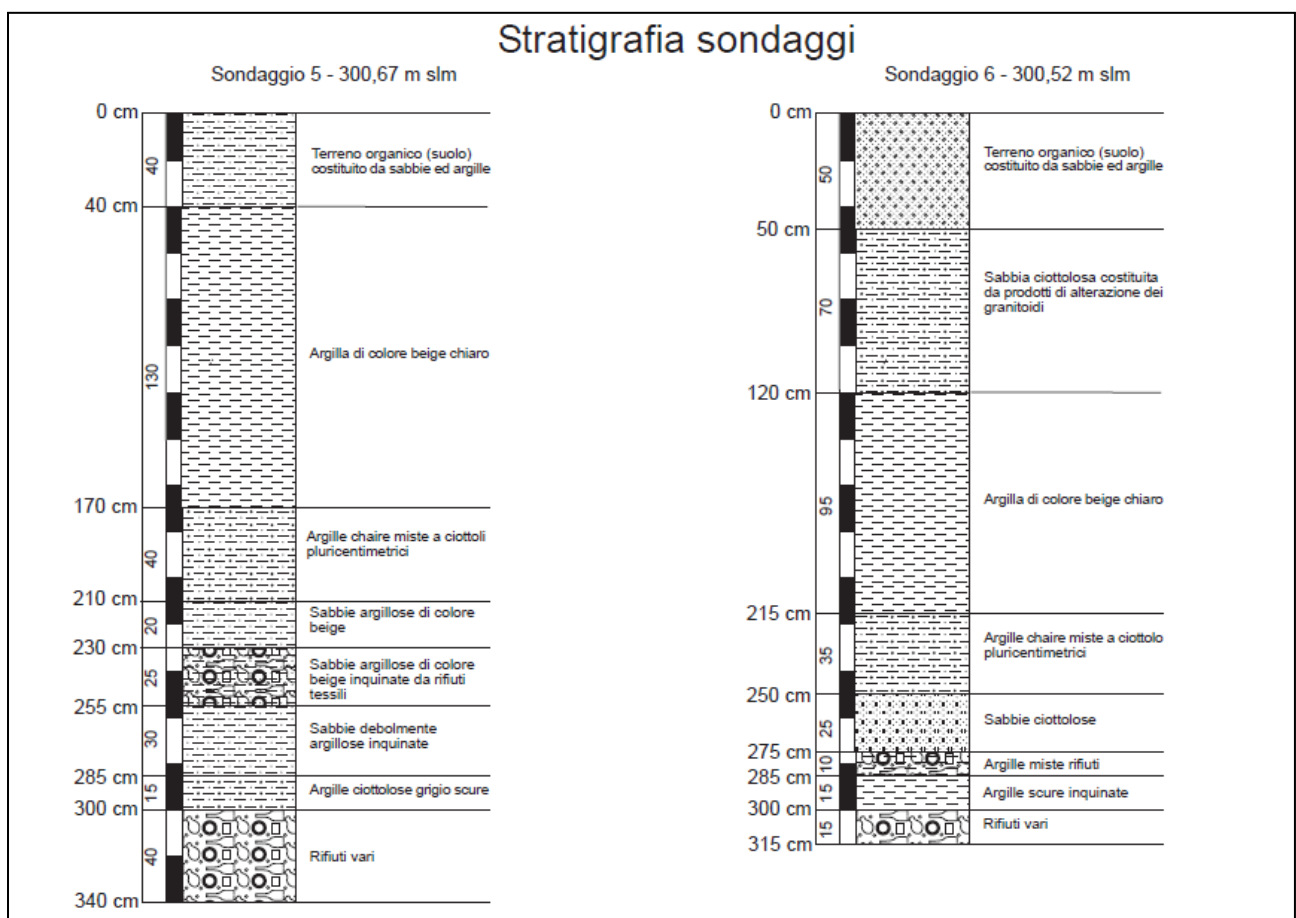 Stratigrafia sondaggi
Sondaggio 5 - 300,67 m slm
0 cm
40
Terreno organico (suolo)
costituito da sabbie ed argille
40 cm
130
Argilla di colore beige chiaro
170 cm
40
Argille chaire miste a ciottoli
pluricentimetrici
210 cm
20
Sabbie argillose di colore
beige
230 cm
25
Sabbie argillose di colore
beige inquinate da rifiuti
tessili
255 cm
30
Sabbie debolmente
argillose inquinate
285 cm
15
Argille ciottolose grigio scure
300 cm
40
Rifiuti vari
340 cm
Sondaggio 6 - 300,52 m slm
0 cm
50
Terreno organico (suolo)
costituito da sabbie ed argille
50 cm
70
Sabbia ciottolosa costituita
da prodotti di alterazione dei
granitoidi
120 cm
95
Argilla di colore beige chiaro
215 cm
35
Argille chaire miste a ciottolo
pluricentimetrici
250 cm
25
Sabbie ciottolose
275 cm
10
Argille miste rifiuti
285 cm
15
Argille scure inquinate
300 cm
15
Rifiuti vari
315 cm